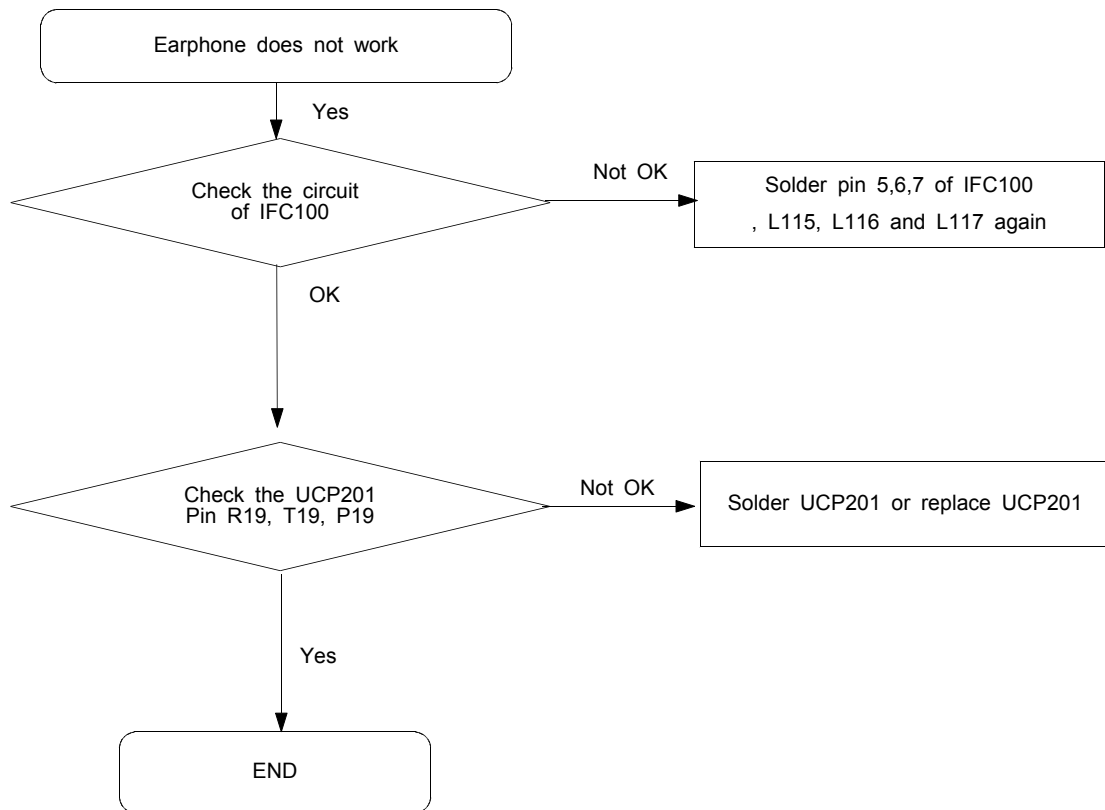 Earphone does not work
Yes
Check the circuit
of IFC100
Not OK
Solder pin 5,6,7 of IFC100
, L115, L116 and L117 again
OK
Check the UCP201
Pin R19, T19, P19
Not OK
Solder UCP201 or replace UCP201
Yes
END